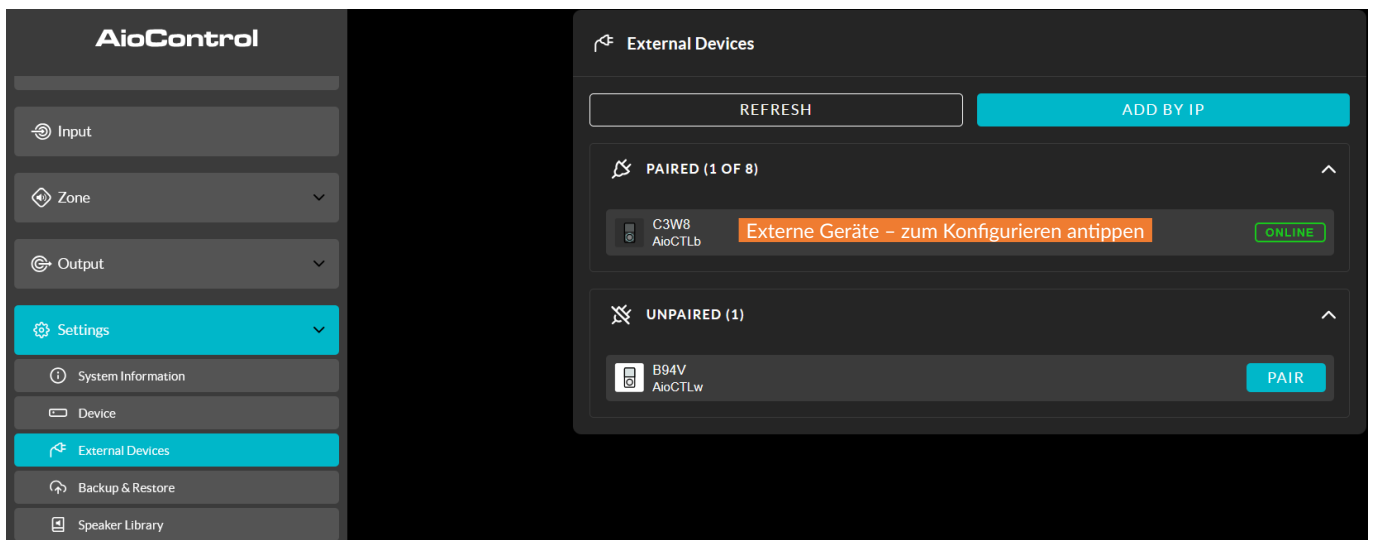 AioControl
Input
Zone
Output
Settings
System Information
Device
External Devices
Backup & Restore
Speaker Library
External Devices
REFRESH
ADD BY IP
PAIRED (1 OF 8)
C3W8
AioCTLb
Externe Geräte – zum Konfigurieren antippen
ONLINE
UNPAIRED (1)
B94V
AioCTLw
PAIR